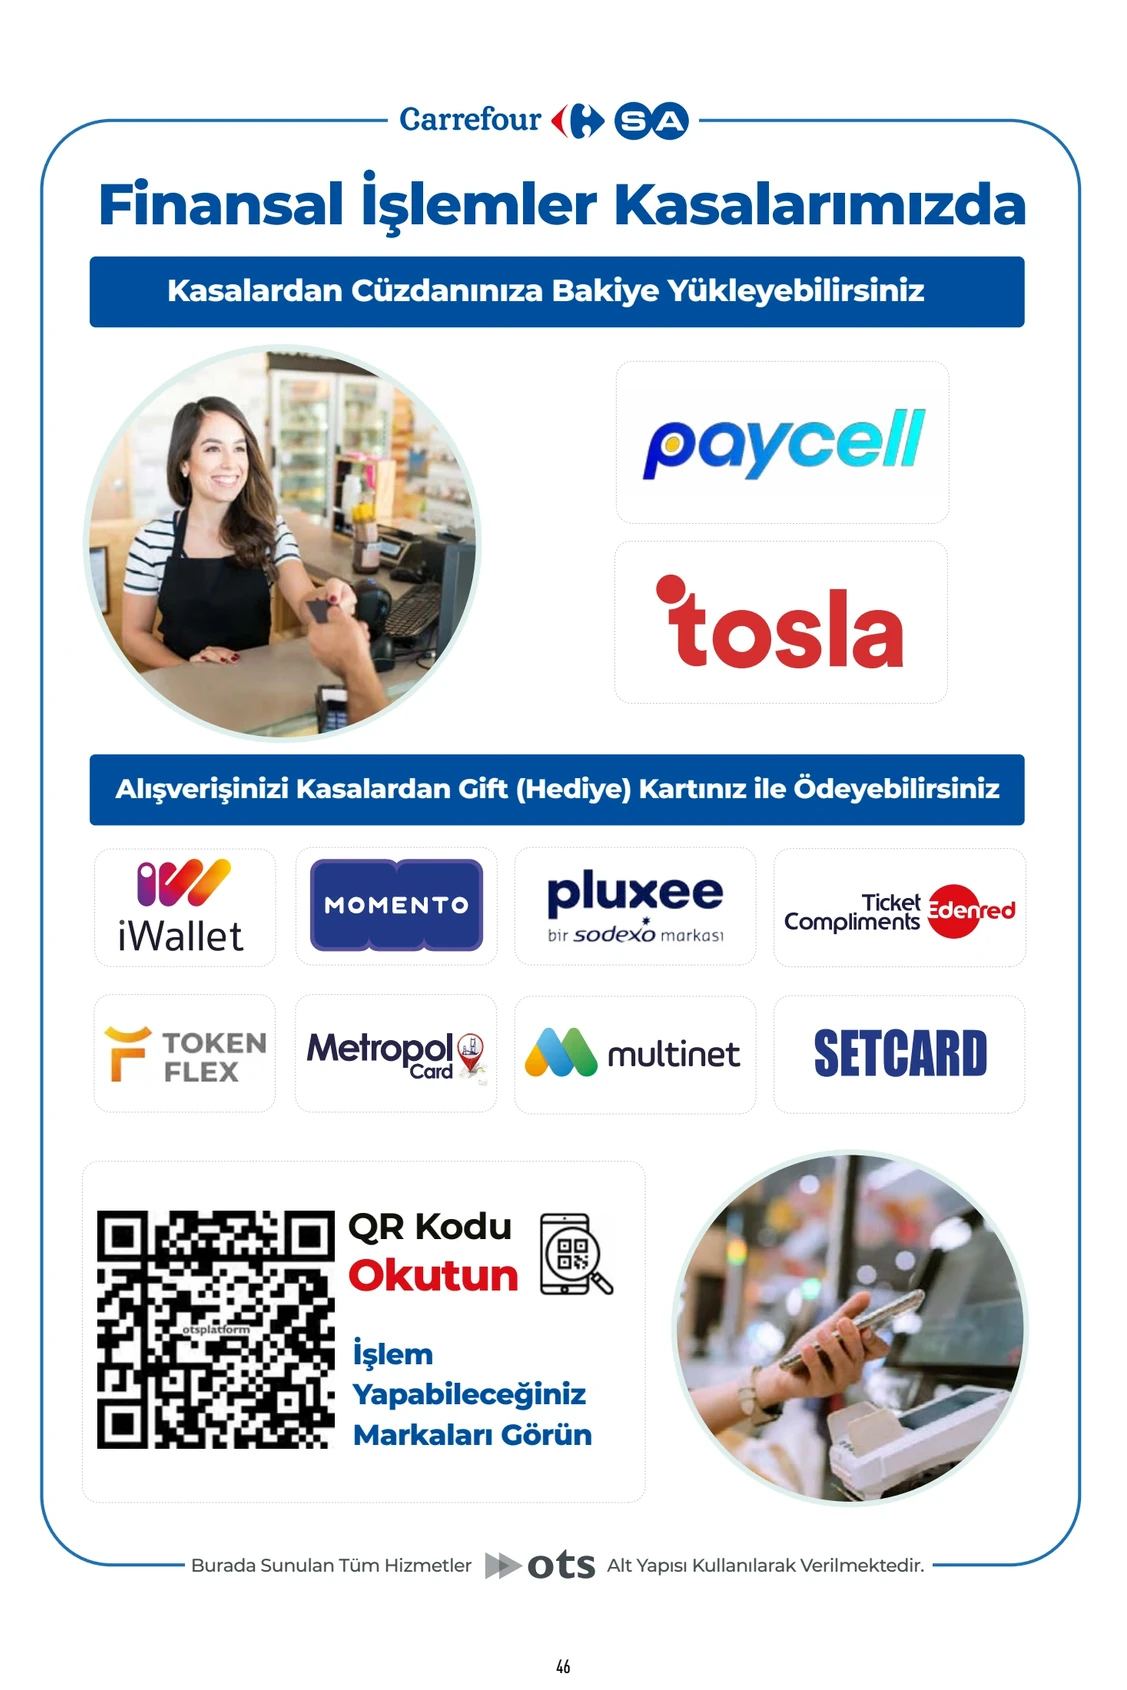 Carrefour SA
Finansal İşlemler Kasalarımızda
Kasalardan Cüzdanınıza Bakiye Yükleyebilirsiniz
paycell
tosla
Alışverişinizi Kasalardan Gift (Hediye) Kartınız ile Ödeyebilirsiniz
iWallet
MOMENTO
pluxee
bir sodexo markası
Ticket
Compliments
Edenred
TOKEN
FLEX
Metropol
Card
multinet
SETCARD
otsplatform
QR Kodu
Okutun
İşlem
Yapabileceğiniz
Markaları Görün
Burada Sunulan Tüm Hizmetler ots Alt Yapısı Kullanılarak Verilmektedir.
46